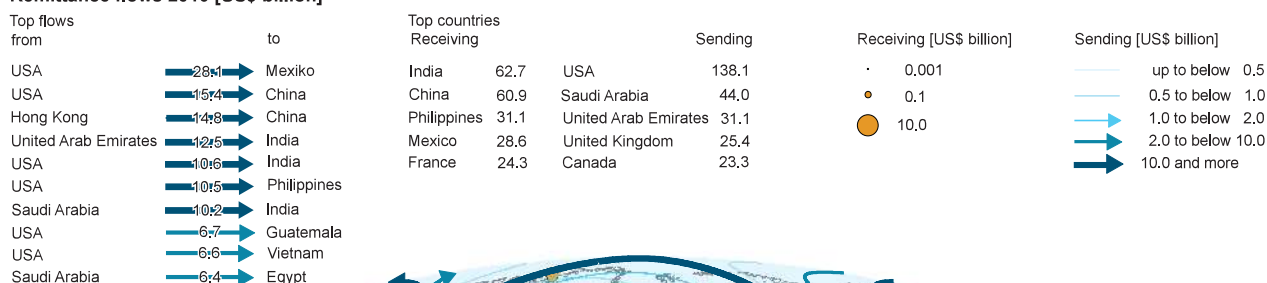 Remittance flows 2016 [US$ billion]
Top flows
from to
USA 28.1 Mexiko
USA 15.4 China
Hong Kong 14.8 China
United Arab Emirates 12.5 India
USA 10.6 India
USA 10.5 Philippines
Saudi Arabia 10.2 India
USA 6.7 Guatemala
USA 6.6 Vietnam
Saudi Arabia 6.4 Egypt
Top countries
Receiving Sending
India 62.7 USA 138.1
China 60.9 Saudi Arabia 44.0
Philippines 31.1 United Arab Emirates 31.1
Mexico 28.6 United Kingdom 25.4
France 24.3 Canada 23.3
Receiving [US$ billion]
0.001
0.1
10.0
Sending [US$ billion]
up to below 0.5
0.5 to below 1.0
1.0 to below 2.0
2.0 to below 10.0
10.0 and more